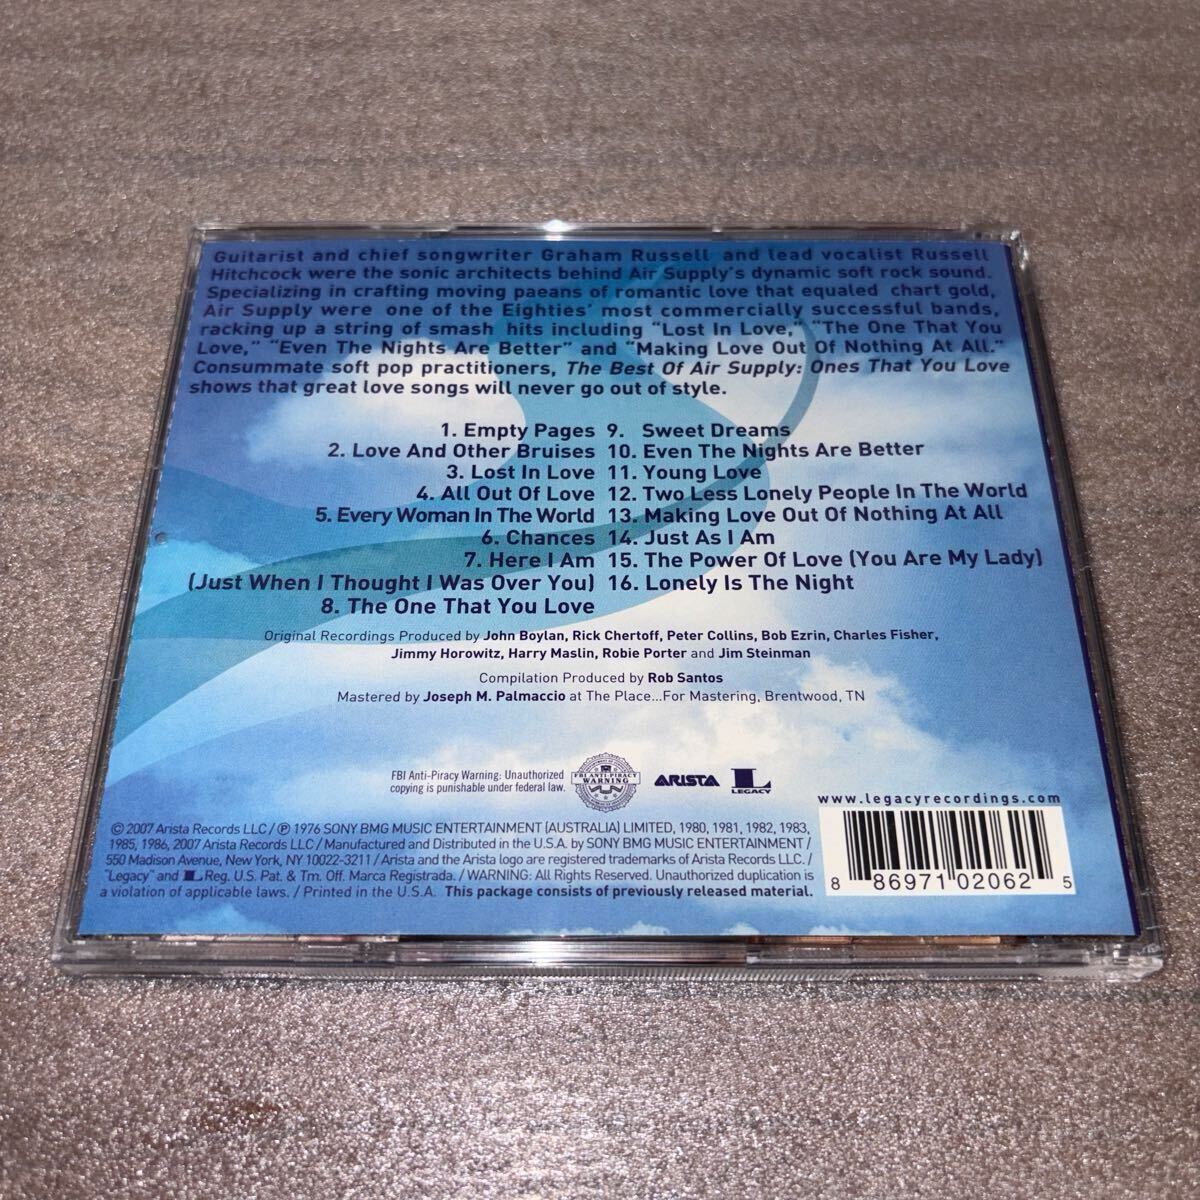 Guitarist and chief songwriter Graham Russell and lead vocalist Russell
Hitchcock were the sonic architects behind Air Supply's dynamic soft rock sound.
Specializing in crafting moving paeans of romantic love that equaled chart gold,
Air Supply were one of the Eighties' most commercially successful bands,
racking up a string of smash hits including "Lost In Love," "The One That You
Love," "Even The Nights Are Better" and "Making Love Out Of Nothing At All."
Consummate soft pop practitioners, The Best Of Air Supply: Ones That You Love
shows that great love songs will never go out of style.
1. Empty Pages
2. Love And Other Bruises
3. Lost In Love
4. All Out Of Love
5. Every Woman In The World
6. Chances
7. Here I Am
(Just When I Thought I Was Over You)
8. The One That You Love
9. Sweet Dreams
10. Even The Nights Are Better
11. Young Love
12. Two Less Lonely People In The World
13. Making Love Out Of Nothing At All
14. Just As I Am
15. The Power Of Love (You Are My Lady)
16. Lonely Is The Night
Original Recordings Produced by John Boylan, Rick Chertoff, Peter Collins, Bob Ezrin, Charles Fisher,
Jimmy Horowitz, Harry Maslin, Robie Porter and Jim Steinman
Compilation Produced by Rob Santos
Mastered by Joseph M. Palmaccio at The Place...For Mastering, Brentwood, TN
FBI Anti-Piracy Warning: Unauthorized
copying is punishable under federal law.
FBI ANTI-PIRACY
WARNING
ARISTA
L
LEGACY
www.legacyrecordings.com
© 2007 Arista Records LLC / ℗ 1976 SONY BMG MUSIC ENTERTAINMENT (AUSTRALIA) LIMITED, 1980, 1981, 1982, 1983,
1985, 1986, 2007 Arista Records LLC / Manufactured and Distributed in the U.S.A. by SONY BMG MUSIC ENTERTAINMENT /
550 Madison Avenue, New York, NY 10022-3211 / Arista and the Arista logo are registered trademarks of Arista Records LLC. /
"Legacy" and L Reg. U.S. Pat. & Tm. Off. Marca Registrada. / WARNING: All Rights Reserved. Unauthorized duplication is
a violation of applicable laws. / Printed in the U.S.A. This package consists of previously released material.
8 86971 02062 5